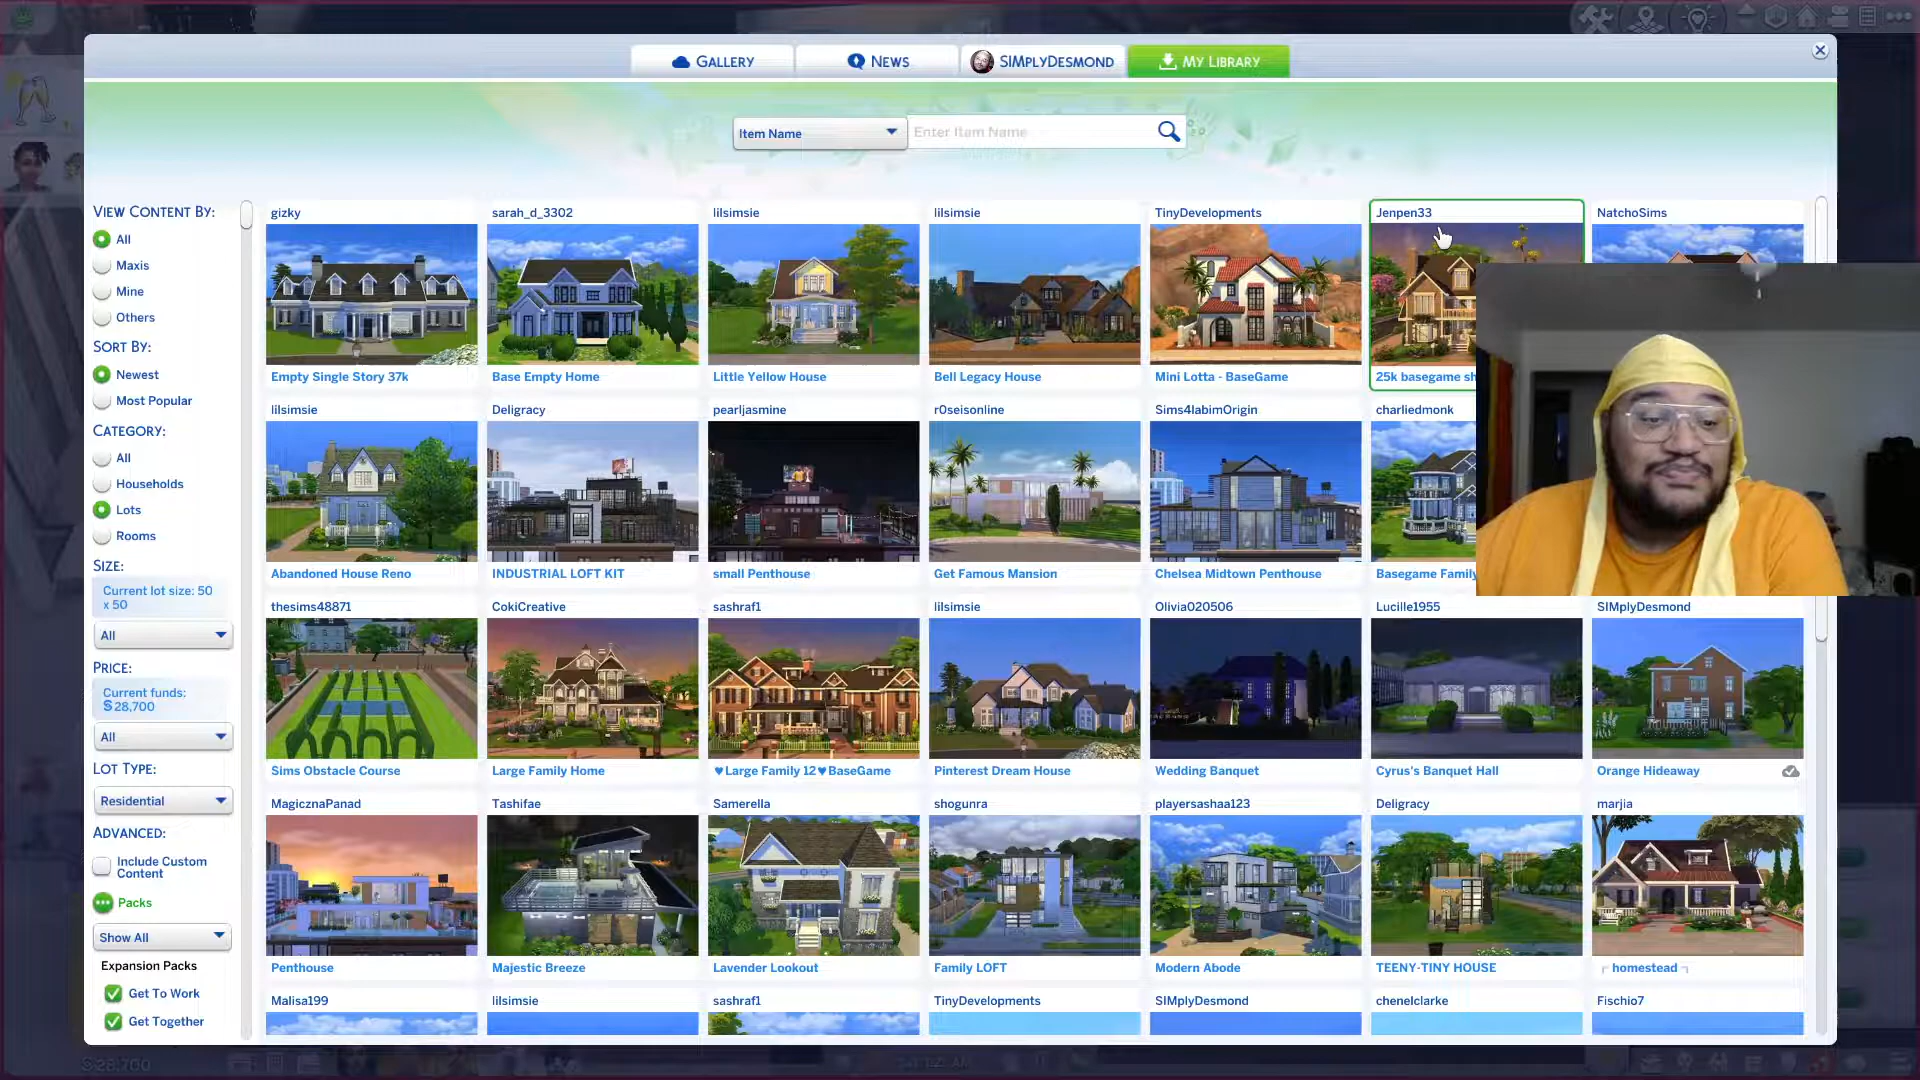 GALLERY
NEWS
SIMPLYDESMOND
MY LIBRARY
Item Name
Enter Item Name
VIEW CONTENT BY:
All
Maxis
Mine
Others
SORT BY:
Newest
Most Popular
CATEGORY:
All
Households
Lots
Rooms
SIZE:
Current lot size: 50
x 50
All
PRICE:
Current funds:
§28,700
All
LOT TYPE:
Residential
ADVANCED:
Include Custom
Content
Packs
Show All
Expansion Packs
Get To Work
Get Together
gizky
sarah_d_3302
lilsimsie
lilsimsie
TinyDevelopments
Jenpen33
NatchoSims
Empty Single Story 37k
Base Empty Home
Little Yellow House
Bell Legacy House
Mini Lotta - BaseGame
25k basegame sh
lilsimsie
Deligracy
pearljasmine
r0seisonline
Sims4labimOrigin
charliedmonk
Abandoned House Reno
INDUSTRIAL LOFT KIT
small Penthouse
Get Famous Mansion
Chelsea Midtown Penthouse
Basegame Family
thesims48871
CokiCreative
sashraf1
lilsimsie
Olivia020506
Lucille1955
SIMplyDesmond
Sims Obstacle Course
Large Family Home
♥Large Family 12♥BaseGame
Pinterest Dream House
Wedding Banquet
Cyrus's Banquet Hall
Orange Hideaway
MagicznaPanad
Tashifae
Samerella
shogunra
playersashaa123
Deligracy
marjia
Penthouse
Majestic Breeze
Lavender Lookout
Family LOFT
Modern Abode
TEENY-TINY HOUSE
┌ homestead ┐
Malisa199
lilsimsie
sashraf1
TinyDevelopments
SIMplyDesmond
chenelclarke
Fischio7
§28,700